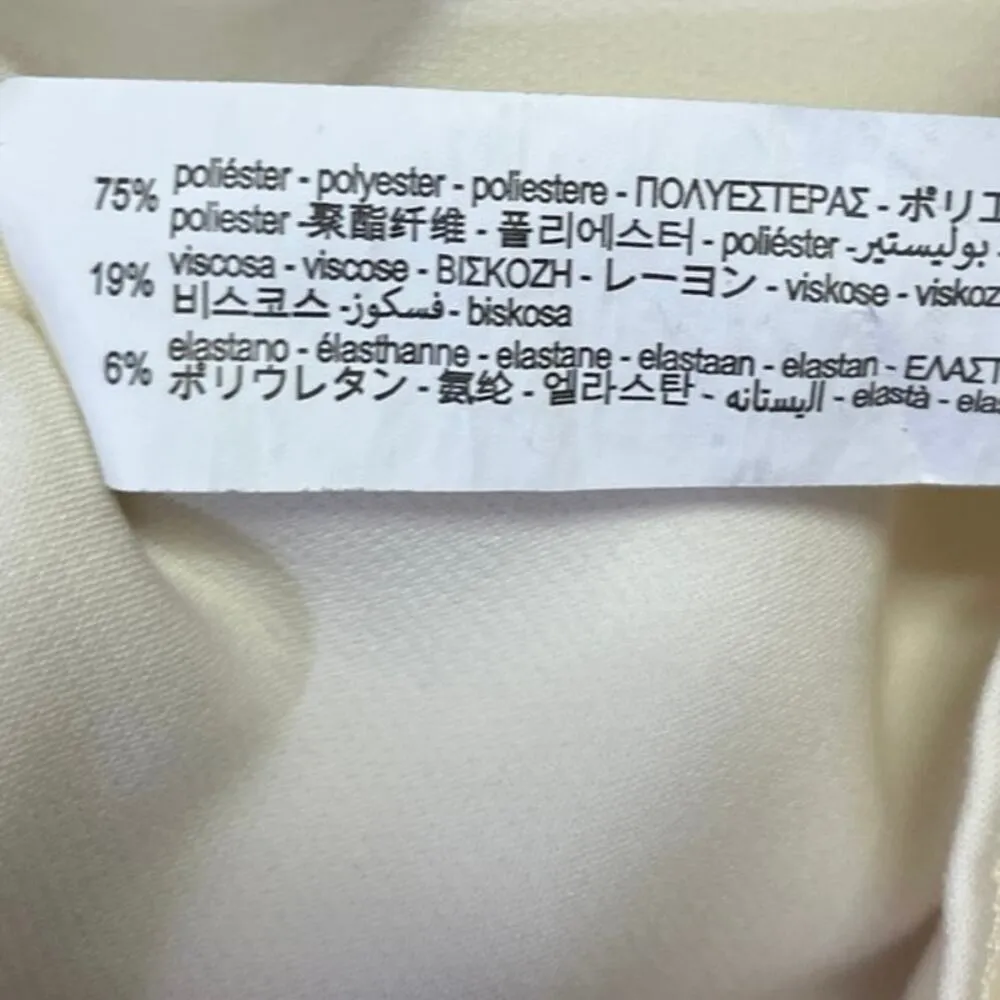 75% poliéster - polyester - poliestere - ΠΟΛΥΕΣΤΕΡΑΣ - ポリエ
poliester -聚酯纤维 - 폴리에스터 - poliéster - بوليستير -
19% viscosa - viscose - ΒΙΣΚΟΖΗ - レーヨン - viskose - viskoz
비스코스 - فسكوز - biskosa
6% elastano - élasthanne - elastane - elastaan - elastan - ΕΛΑΣΤ
ポリウレタン - 氨纶 - 엘라스탄 - اليستانه - elastà - elas